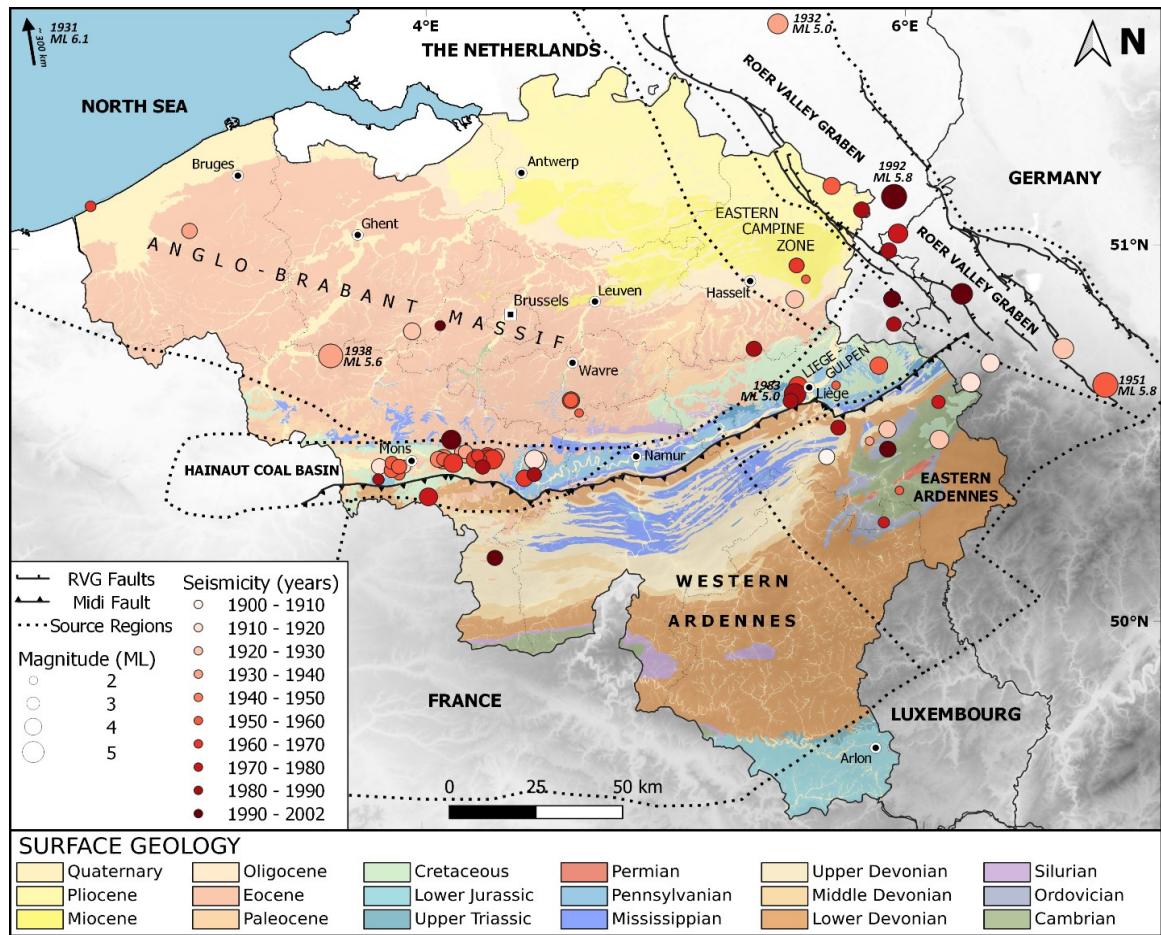 1931
ML 6.1
~ 300 km
4°E
1932
ML 5.0
6°E
N
THE NETHERLANDS
NORTH SEA
ROER VALLEY GRABEN
Bruges
Antwerp
1992
ML 5.8
GERMANY
Ghent
EASTERN
CAMPINE
ZONE
ROER VALLEY GRABEN
51°N
ANGLO-BRABANT MASSIF
Leuven
Hasselt
Brussels
1938
ML 5.6
Wavre
LIEGE-
GULPEN
1983
ML 5.0
Liège
1951
ML 5.8
Mons
Namur
HAINAUT COAL BASIN
EASTERN
ARDENNES
WESTERN
ARDENNES
50°N
FRANCE
LUXEMBOURG
Arlon
RVG Faults
Midi Fault
Source Regions
Magnitude (ML)
2
3
4
5
Seismicity (years)
1900 - 1910
1910 - 1920
1920 - 1930
1930 - 1940
1940 - 1950
1950 - 1960
1960 - 1970
1970 - 1980
1980 - 1990
1990 - 2002
0 25 50 km
SURFACE GEOLOGY
Quaternary
Pliocene
Miocene
Oligocene
Eocene
Paleocene
Cretaceous
Lower Jurassic
Upper Triassic
Permian
Pennsylvanian
Mississippian
Upper Devonian
Middle Devonian
Lower Devonian
Silurian
Ordovician
Cambrian